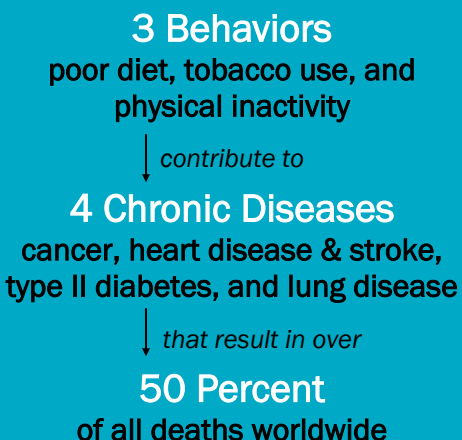 3 Behaviors
poor diet, tobacco use, and
physical inactivity
contribute to
4 Chronic Diseases
cancer, heart disease & stroke,
type II diabetes, and lung disease
that result in over
50 Percent
of all deaths worldwide